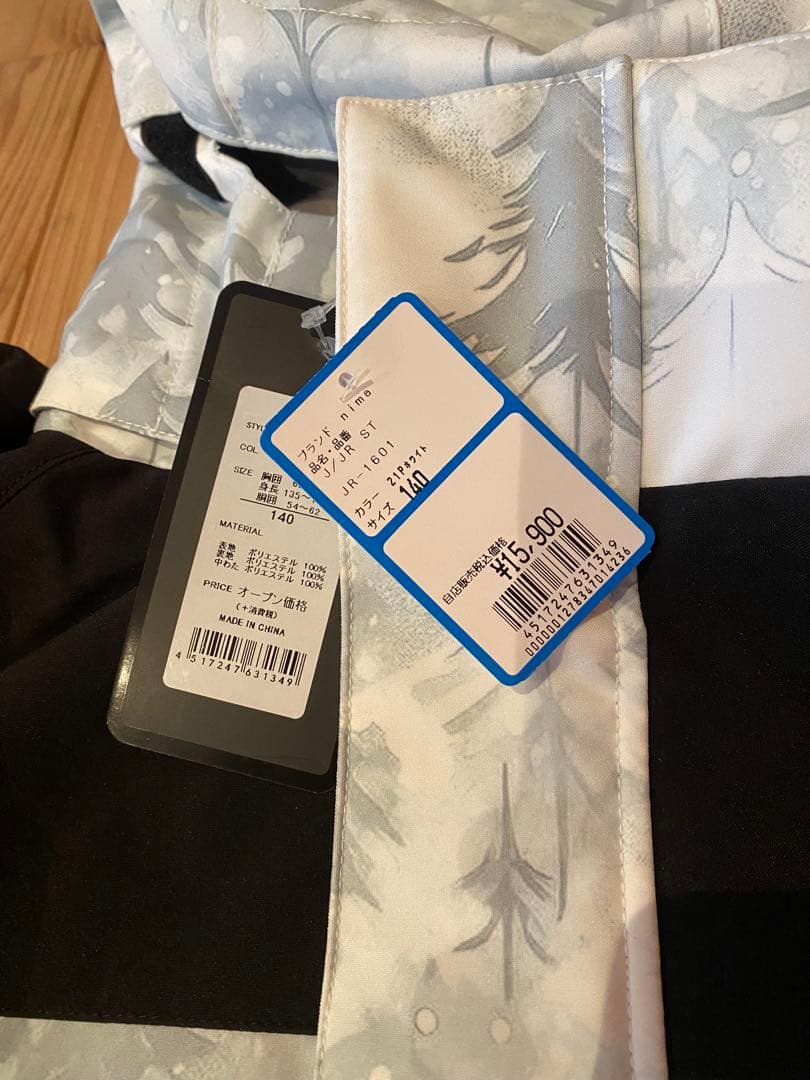 ブランド nima
品名・品番
J/JR ST
JR-1601
カラー 21Pホワイト
サイズ 140
自店販売税込価格
¥15,900
4517247631349
0000001278347014236
STYL
COL
SIZE 胸囲
身長 135～
胴囲 54～62
140
MATERIAL
表地 ポリエステル 100%
裏地 ポリエステル 100%
中わた ポリエステル 100%
PRICE オープン価格
(+消費税)
MADE IN CHINA
4 517247 631349